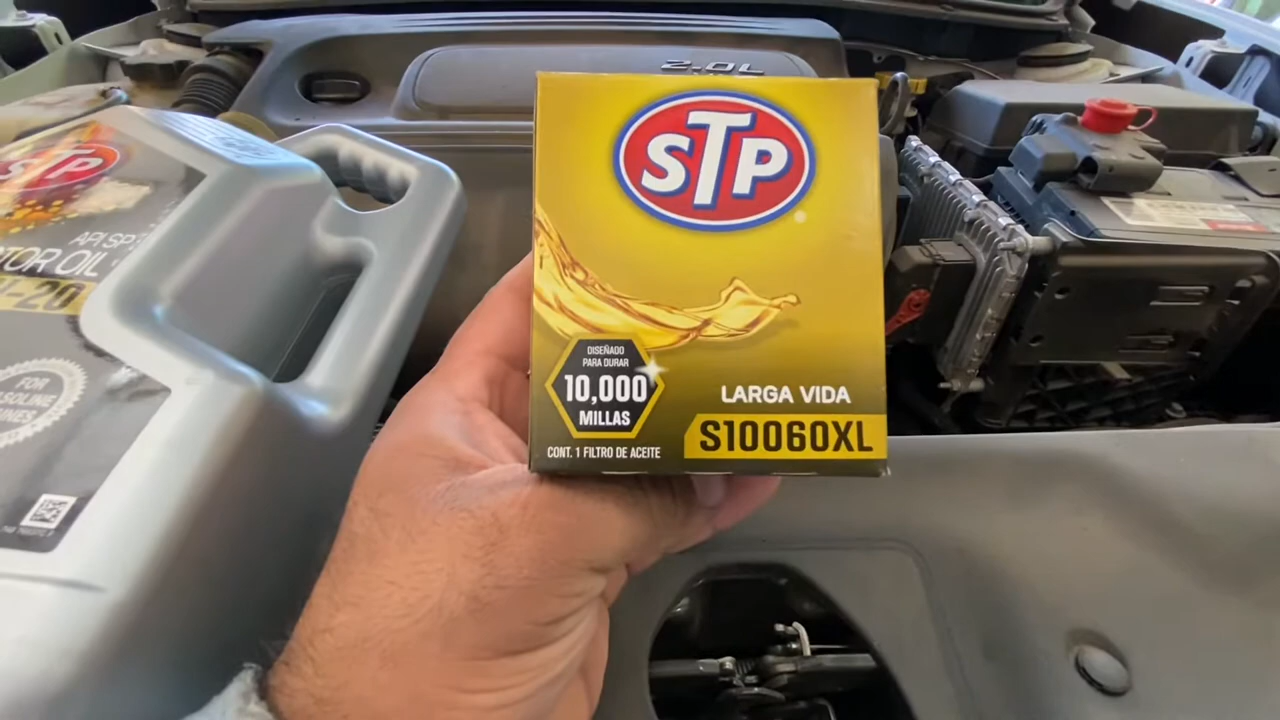 2.0L
STP
DISEÑADO
PARA DURAR
10,000
MILLAS
CONT. 1 FILTRO DE ACEITE
LARGA VIDA
S10060XL
STP
API SP
TOR OIL
-20
FOR